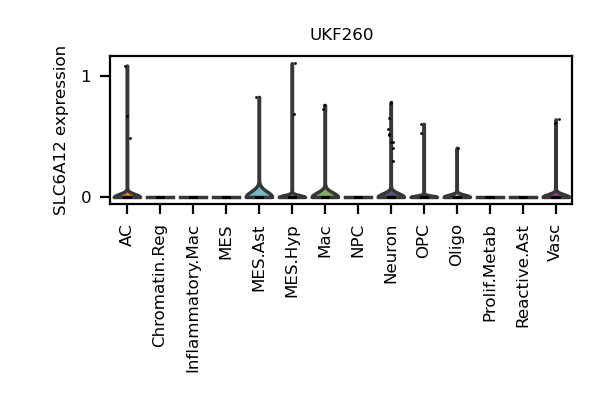 UKF260
SLC6A12 expression
1
0
AC
Chromatin.Reg
Inflammatory.Mac
MES
MES.Ast
MES.Hyp
Mac
NPC
Neuron
OPC
Oligo
Prolif.Metab
Reactive.Ast
Vasc